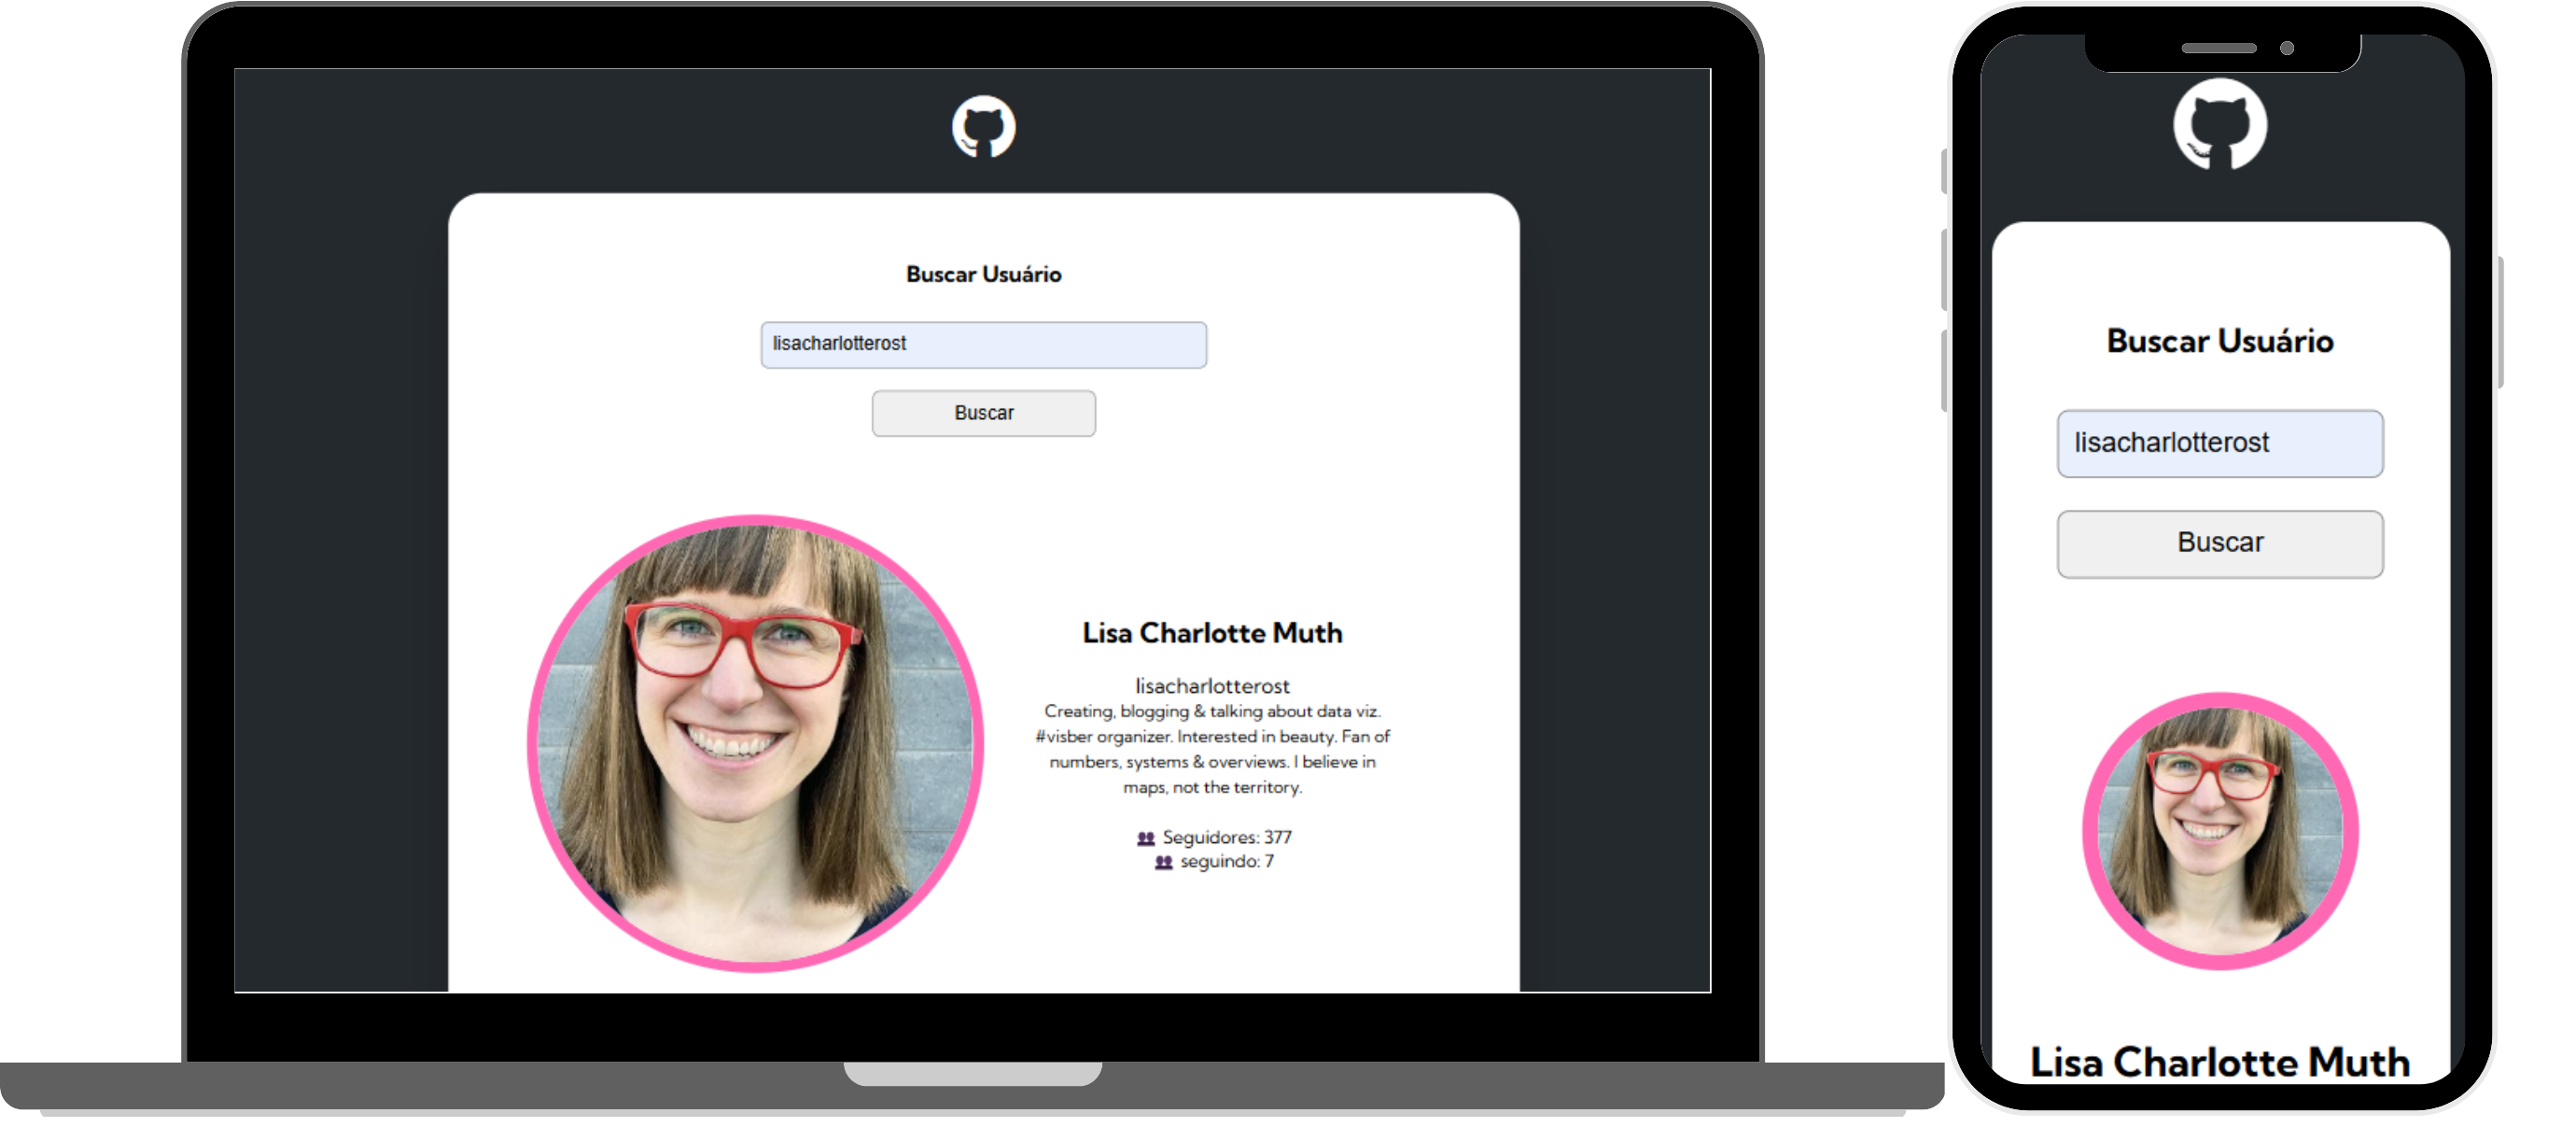 Buscar Usuário
lisacharlotterost
Buscar
Lisa Charlotte Muth
lisacharlotterost
Creating, blogging & talking about data viz.
#visber organizer. Interested in beauty. Fan of
numbers, systems & overviews. I believe in
maps, not the territory.
Seguidores: 377
seguindo: 7
Buscar Usuário
lisacharlotterost
Buscar
Lisa Charlotte Muth